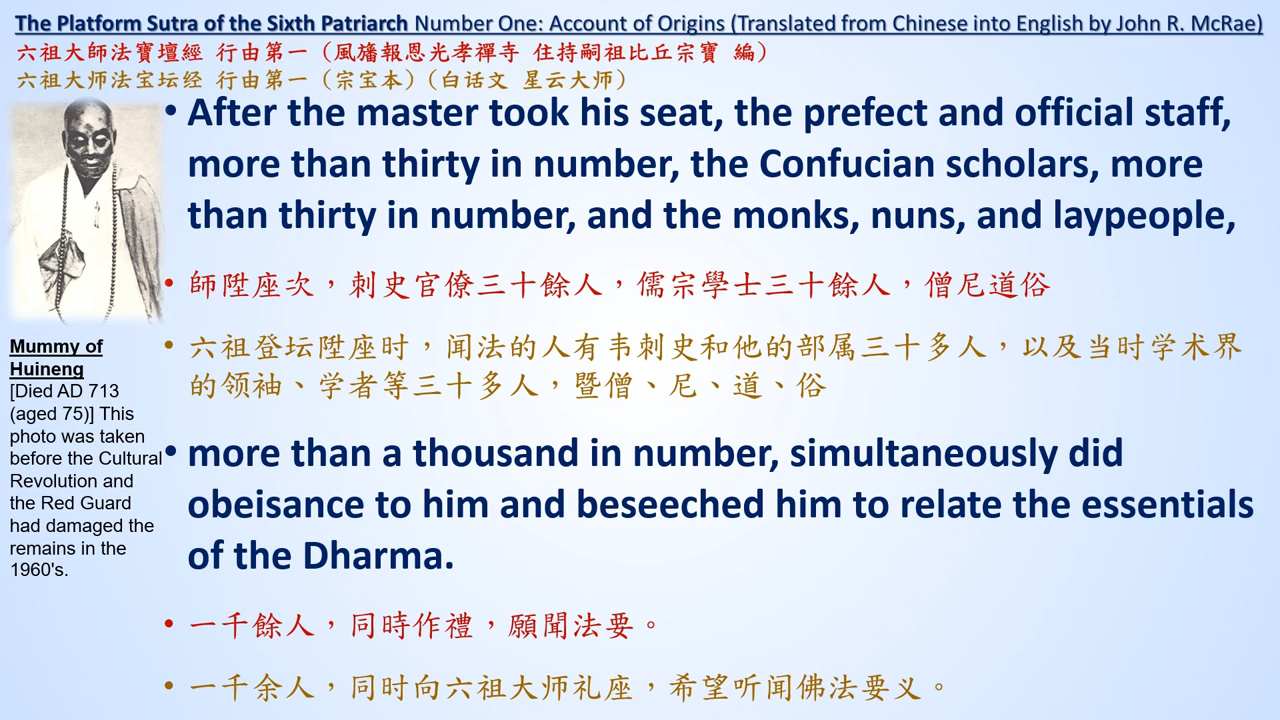 The Platform Sutra of the Sixth Patriarch Number One: Account of Origins (Translated from Chinese into English by John R. McRae)
六祖大師法寶壇經 行由第一（風旛報恩光孝禪寺 住持嗣祖比丘宗寶 編）
六祖大师法宝坛经 行由第一（宗宝本）（白话文 星云大师）
• After the master took his seat, the prefect and official staff,
more than thirty in number, the Confucian scholars, more
than thirty in number, and the monks, nuns, and laypeople,
• 師陞座次，刺史官僚三十餘人，儒宗學士三十餘人，僧尼道俗
• 六祖登坛陞座时，闻法的人有韦刺史和他的部属三十多人，以及当时学术界
的领袖、学者等三十多人，暨僧、尼、道、俗
• more than a thousand in number, simultaneously did
obeisance to him and beseeched him to relate the essentials
of the Dharma.
• 一千餘人，同時作禮，願聞法要。
• 一千余人，同时向六祖大师礼座，希望听闻佛法要义。
Mummy of
Huineng
[Died AD 713
(aged 75)] This
photo was taken
before the Cultural
Revolution and
the Red Guard
had damaged the
remains in the
1960's.